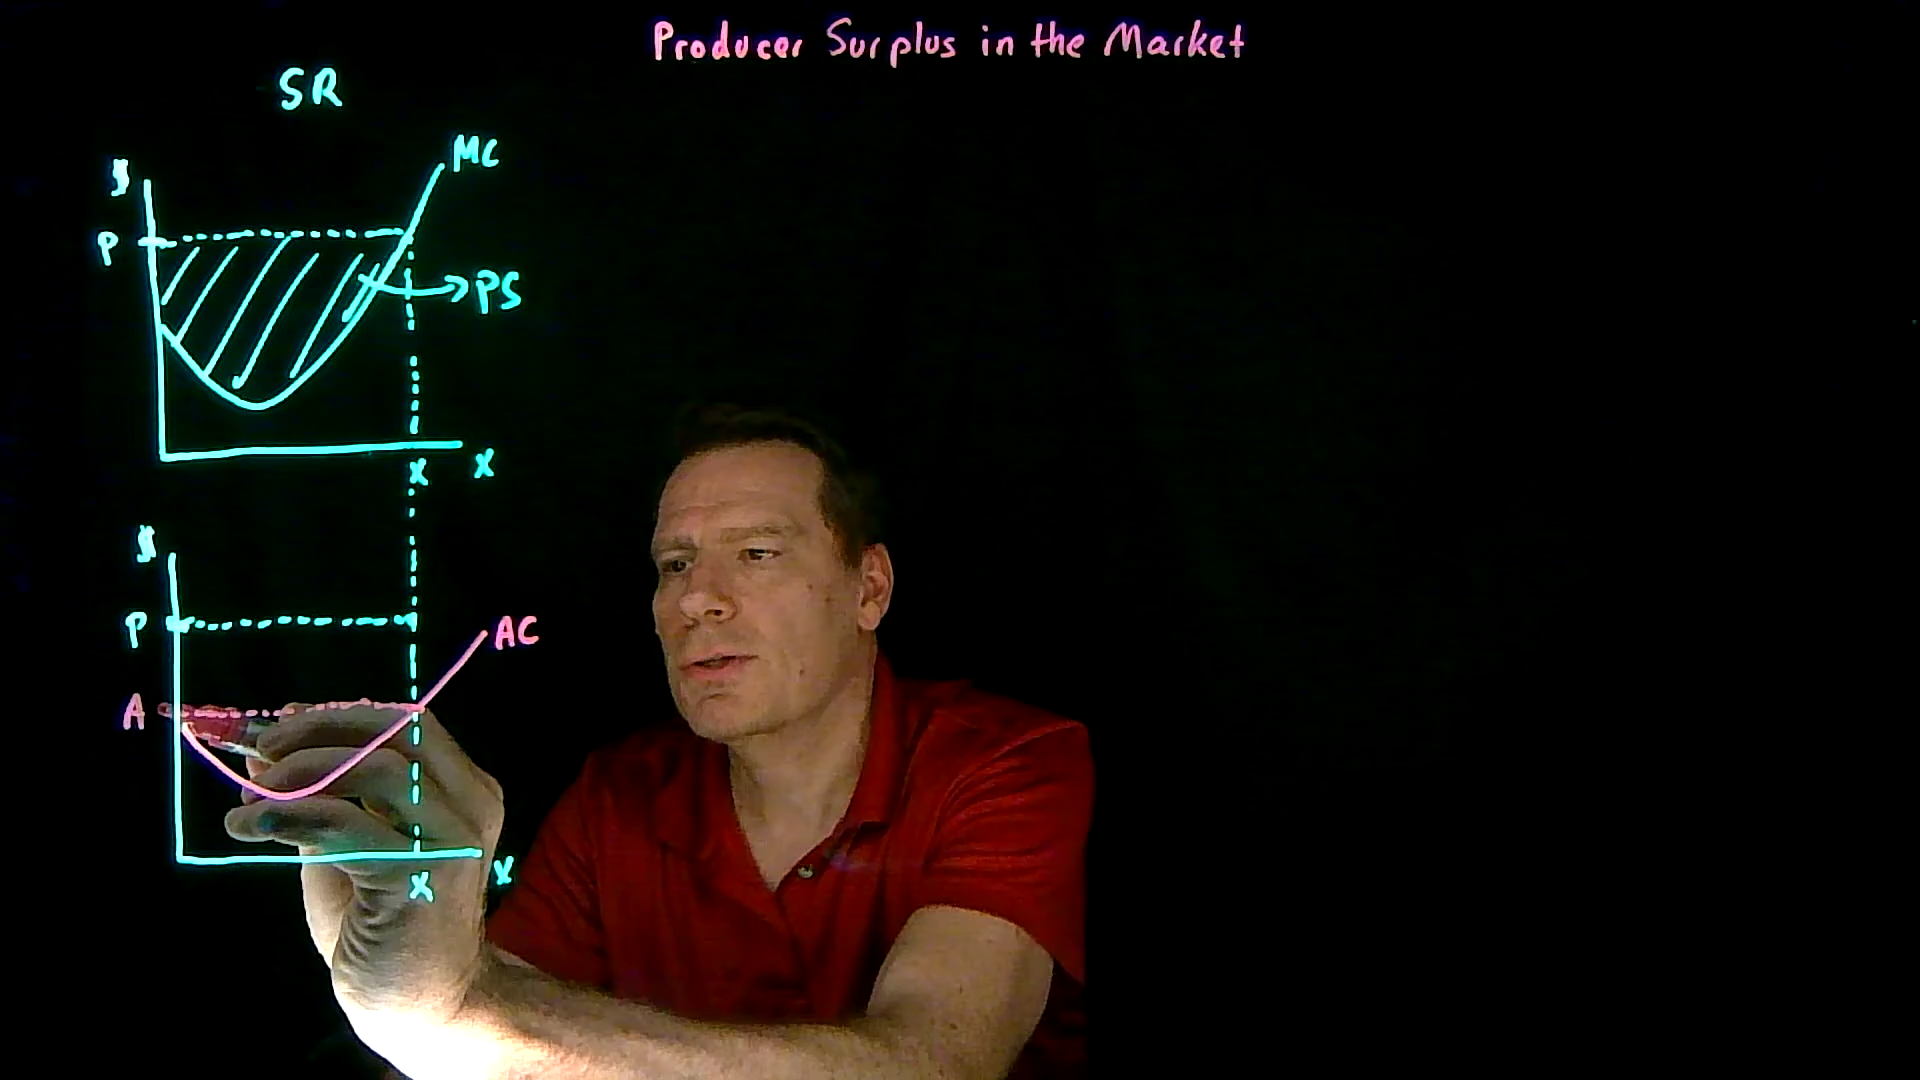 Producer Surplus in the Market
SR
$
MC
P
PS
x
x
$
P
AC
A
x
x